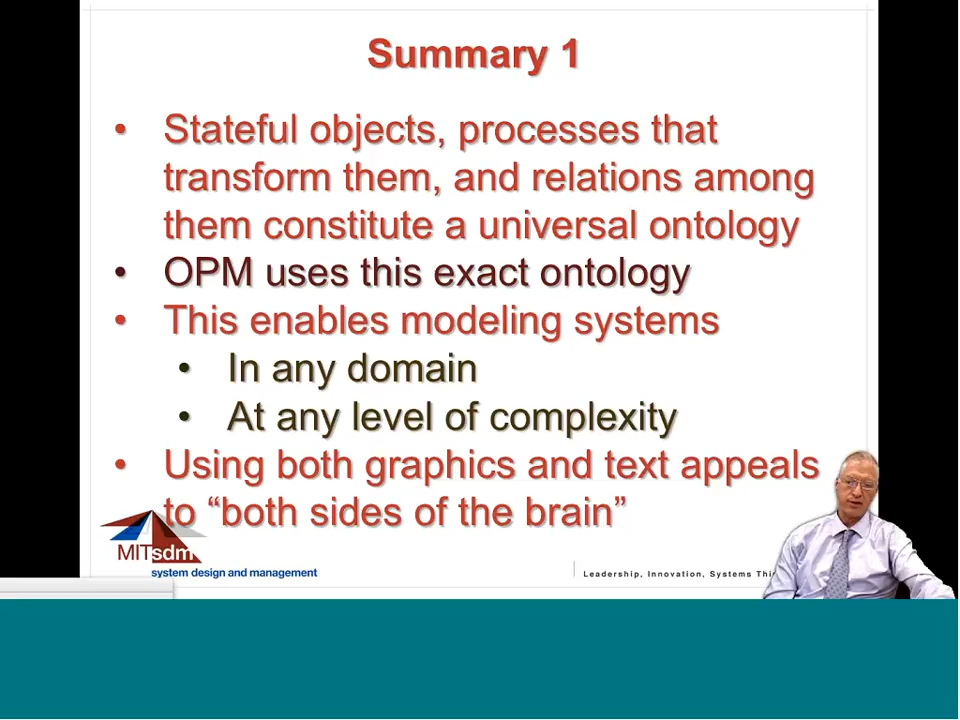 Summary 1
• Stateful objects, processes that
transform them, and relations among
them constitute a universal ontology
• OPM uses this exact ontology
• This enables modeling systems
• In any domain
• At any level of complexity
• Using both graphics and text appeals
to “both sides of the brain”
MITsdm
system design and management
Leadership, Innovation, Systems